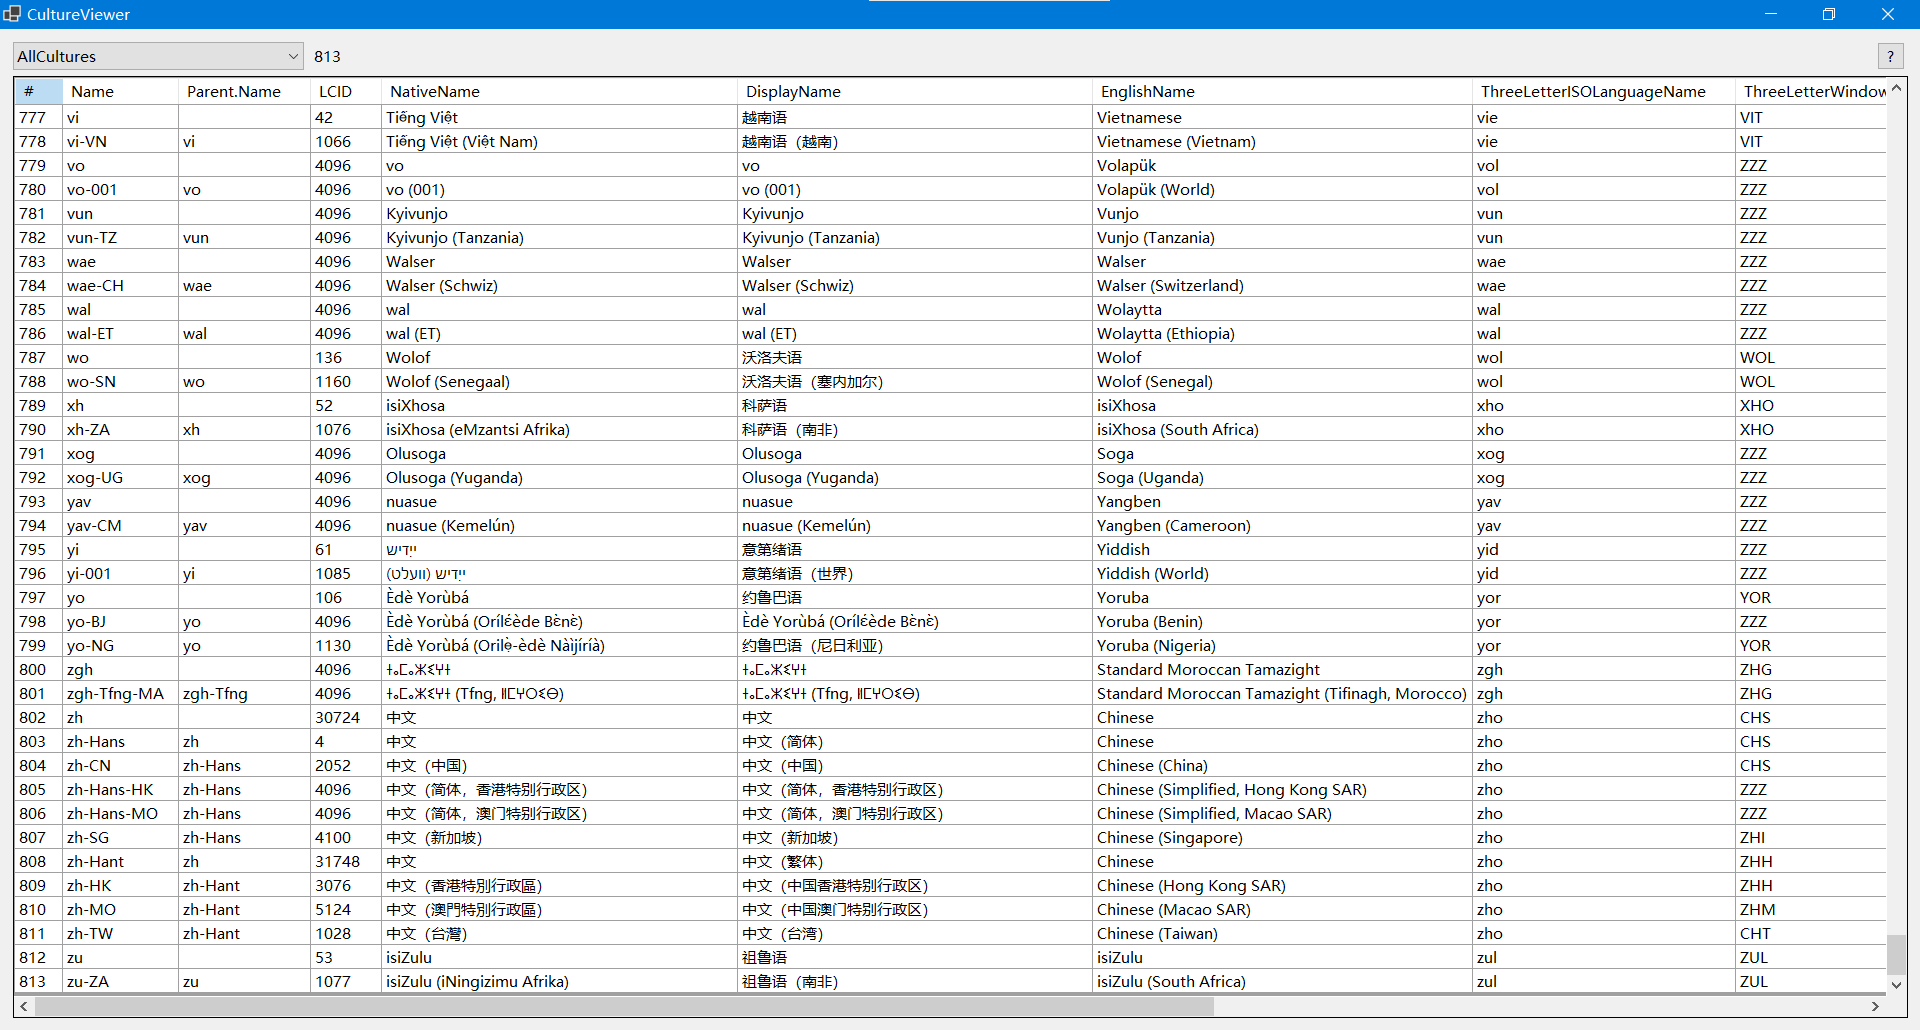 CultureViewer
AllCultures 813 ?
# Name Parent.Name LCID NativeName DisplayName EnglishName ThreeLetterISOLanguageName ThreeLetterWindow
777 vi 42 Tiếng Việt 越南语 Vietnamese vie VIT
778 vi-VN vi 1066 Tiếng Việt (Việt Nam) 越南语（越南） Vietnamese (Vietnam) vie VIT
779 vo 4096 vo vo Volapük vol ZZZ
780 vo-001 vo 4096 vo (001) vo (001) Volapük (World) vol ZZZ
781 vun 4096 Kyivunjo Kyivunjo Vunjo vun ZZZ
782 vun-TZ vun 4096 Kyivunjo (Tanzania) Kyivunjo (Tanzania) Vunjo (Tanzania) vun ZZZ
783 wae 4096 Walser Walser Walser wae ZZZ
784 wae-CH wae 4096 Walser (Schwiz) Walser (Schwiz) Walser (Switzerland) wae ZZZ
785 wal 4096 wal wal Wolaytta wal ZZZ
786 wal-ET wal 4096 wal (ET) wal (ET) Wolaytta (Ethiopia) wal ZZZ
787 wo 136 Wolof 沃洛夫语 Wolof wol WOL
788 wo-SN wo 1160 Wolof (Senegaal) 沃洛夫语（塞内加尔） Wolof (Senegal) wol WOL
789 xh 52 isiXhosa 科萨语 isiXhosa xho XHO
790 xh-ZA xh 1076 isiXhosa (eMzantsi Afrika) 科萨语（南非） isiXhosa (South Africa) xho XHO
791 xog 4096 Olusoga Olusoga Soga xog ZZZ
792 xog-UG xog 4096 Olusoga (Yuganda) Olusoga (Yuganda) Soga (Uganda) xog ZZZ
793 yav 4096 nuasue nuasue Yangben yav ZZZ
794 yav-CM yav 4096 nuasue (Kemelún) nuasue (Kemelún) Yangben (Cameroon) yav ZZZ
795 yi 61 ייִדיש 意第绪语 Yiddish yid ZZZ
796 yi-001 yi 1085 ייִדיש (וועלט) 意第绪语（世界） Yiddish (World) yid ZZZ
797 yo 106 Èdè Yorùbá 约鲁巴语 Yoruba yor YOR
798 yo-BJ yo 4096 Èdè Yorùbá (Orílɛ́ède Bɛ̀nɛ̀) Èdè Yorùbá (Orílɛ́ède Bɛ̀nɛ̀) Yoruba (Benin) yor ZZZ
799 yo-NG yo 1130 Èdè Yorùbá (Orilẹ̀-èdè Nàìjíríà) 约鲁巴语（尼日利亚） Yoruba (Nigeria) yor YOR
800 zgh 4096 ⵜⴰⵎⴰⵣⵉⵖⵜ ⵜⴰⵎⴰⵣⵉⵖⵜ Standard Moroccan Tamazight zgh ZHG
801 zgh-Tfng-MA zgh-Tfng 4096 ⵜⴰⵎⴰⵣⵉⵖⵜ (Tfng, ⵍⵎⵖⵔⵉⴱ) ⵜⴰⵎⴰⵣⵉⵖⵜ (Tfng, ⵍⵎⵖⵔⵉⴱ) Standard Moroccan Tamazight (Tifinagh, Morocco) zgh ZHG
802 zh 30724 中文 中文 Chinese zho CHS
803 zh-Hans zh 4 中文 中文（简体） Chinese zho CHS
804 zh-CN zh-Hans 2052 中文（中国） 中文（中国） Chinese (China) zho CHS
805 zh-Hans-HK zh-Hans 4096 中文（简体，香港特别行政区） 中文（简体，香港特别行政区） Chinese (Simplified, Hong Kong SAR) zho ZZZ
806 zh-Hans-MO zh-Hans 4096 中文（简体，澳门特别行政区） 中文（简体，澳门特别行政区） Chinese (Simplified, Macao SAR) zho ZZZ
807 zh-SG zh-Hans 4100 中文（新加坡） 中文（新加坡） Chinese (Singapore) zho ZHI
808 zh-Hant zh 31748 中文 中文（繁体） Chinese zho ZHH
809 zh-HK zh-Hant 3076 中文（香港特別行政區） 中文（中国香港特别行政区） Chinese (Hong Kong SAR) zho ZHH
810 zh-MO zh-Hant 5124 中文（澳門特別行政區） 中文（中国澳门特别行政区） Chinese (Macao SAR) zho ZHM
811 zh-TW zh-Hant 1028 中文（台灣） 中文（台湾） Chinese (Taiwan) zho CHT
812 zu 53 isiZulu 祖鲁语 isiZulu zul ZUL
813 zu-ZA zu 1077 isiZulu (iNingizimu Afrika) 祖鲁语（南非） isiZulu (South Africa) zul ZUL